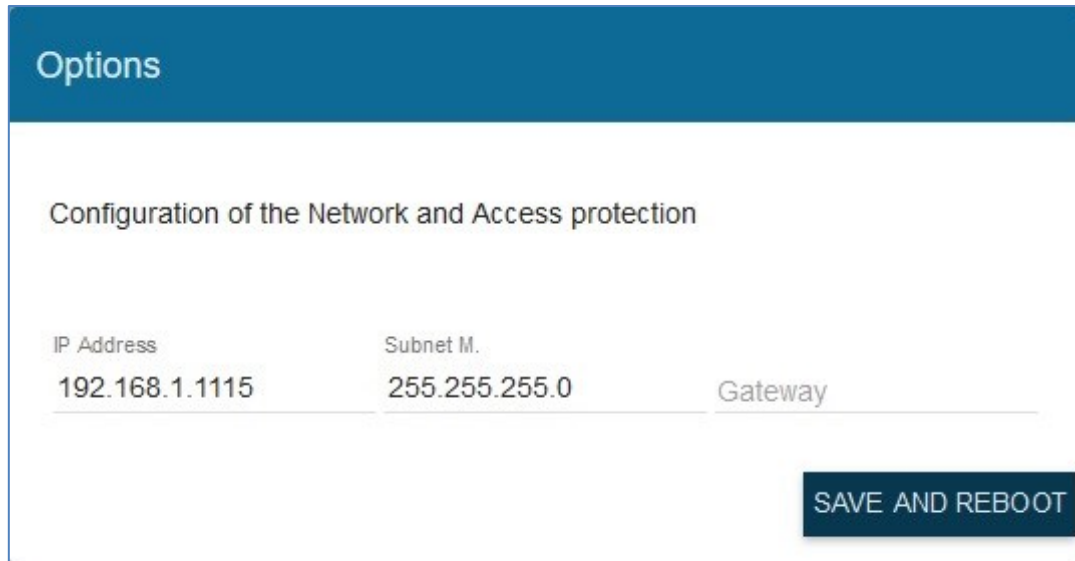 Options
Configuration of the Network and Access protection
IP Address Subnet M.
192.168.1.1115 255.255.255.0 Gateway
SAVE AND REBOOT